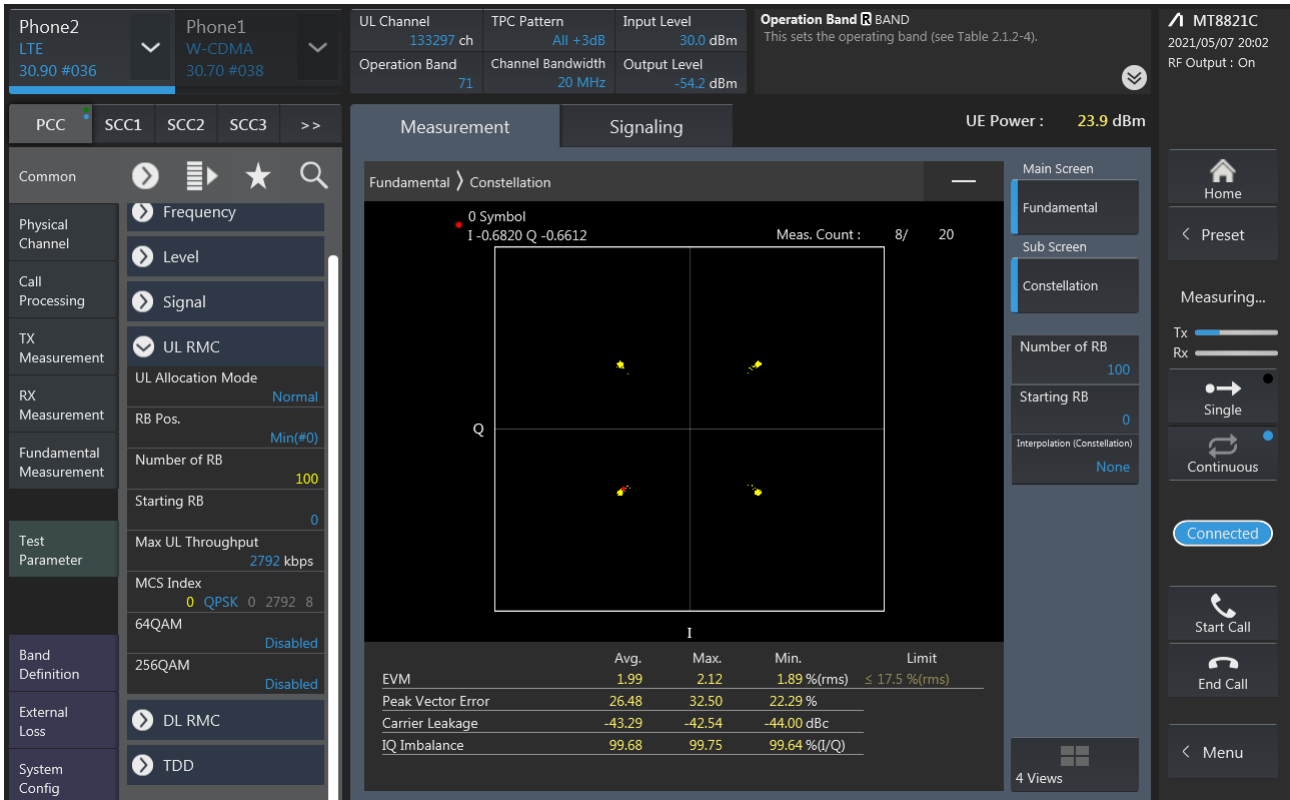 Phone2
LTE
30.90 #036
Phone1
W-CDMA
30.70 #038
UL Channel
133297 ch
TPC Pattern
All +3dB
Input Level
30.0 dBm
Operation Band
71
Channel Bandwidth
20 MHz
Output Level
-54.2 dBm
Operation Band R BAND
This sets the operating band (see Table 2.1.2-4).
MT8821C
2021/05/07 20:02
RF Output : On
PCC
SCC1
SCC2
SCC3
>>
Measurement
Signaling
UE Power : 23.9 dBm
Common
Physical
Channel
Call
Processing
TX
Measurement
RX
Measurement
Fundamental
Measurement
Test
Parameter
Band
Definition
External
Loss
System
Config
Frequency
Level
Signal
UL RMC
UL Allocation Mode
Normal
RB Pos.
Min(#0)
Number of RB
100
Starting RB
0
Max UL Throughput
2792 kbps
MCS Index
0 QPSK 0 2792 8
64QAM
Disabled
256QAM
Disabled
DL RMC
TDD
Fundamental 〉 Constellation
0 Symbol
I -0.6820 Q -0.6612
Meas. Count : 8/ 20
Q
I
Avg. Max. Min. Limit
EVM 1.99 2.12 1.89 %(rms) ≤ 17.5 %(rms)
Peak Vector Error 26.48 32.50 22.29 %
Carrier Leakage -43.29 -42.54 -44.00 dBc
IQ Imbalance 99.68 99.75 99.64 %(I/Q)
Main Screen
Fundamental
Sub Screen
Constellation
Number of RB
100
Starting RB
0
Interpolation (Constellation)
None
4 Views
Home
< Preset
Measuring...
Tx
Rx
Single
Continuous
Connected
Start Call
End Call
< Menu